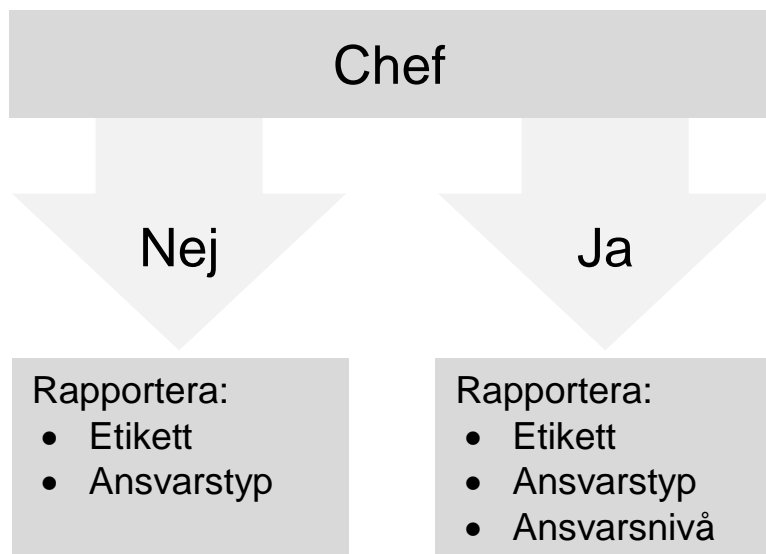 Chef
Nej
Ja
Rapportera:
• Etikett
• Ansvarstyp
Rapportera:
• Etikett
• Ansvarstyp
• Ansvarsnivå